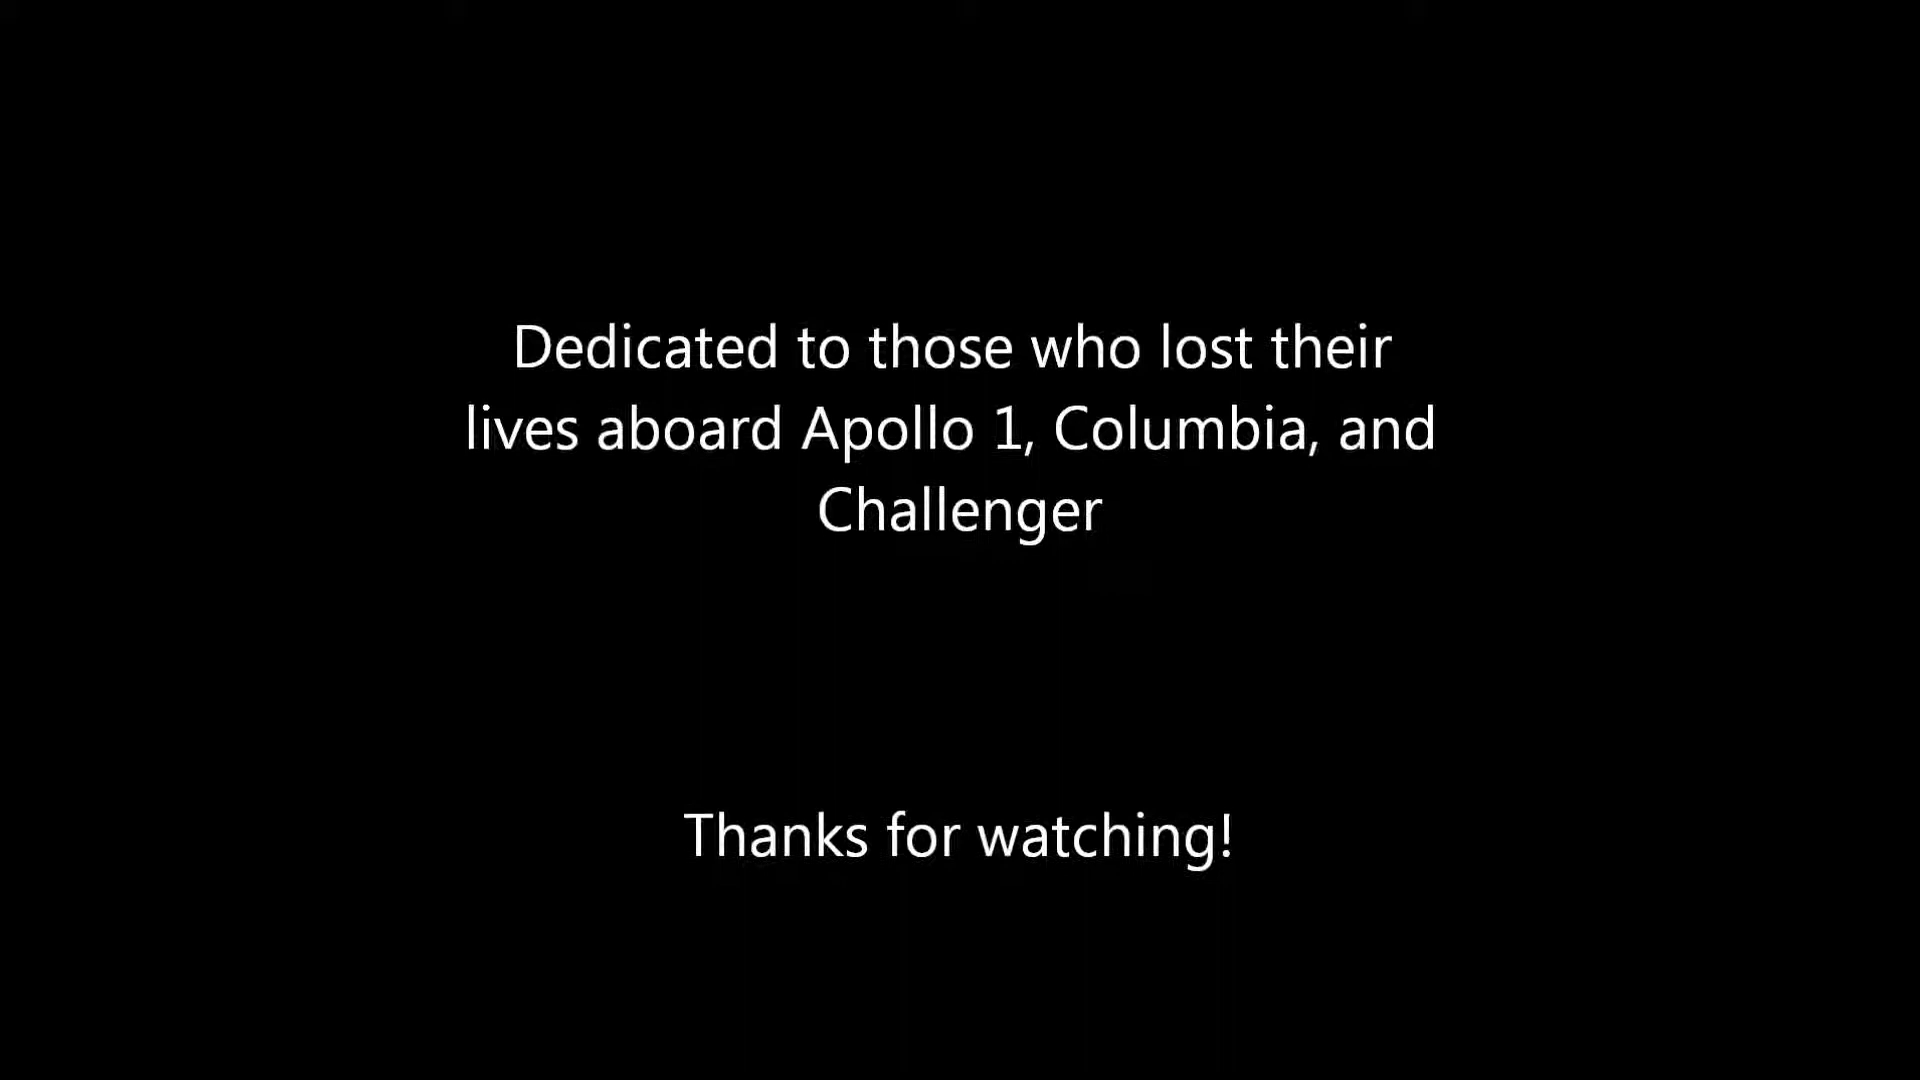 Dedicated to those who lost their
lives aboard Apollo 1, Columbia, and
Challenger
Thanks for watching!